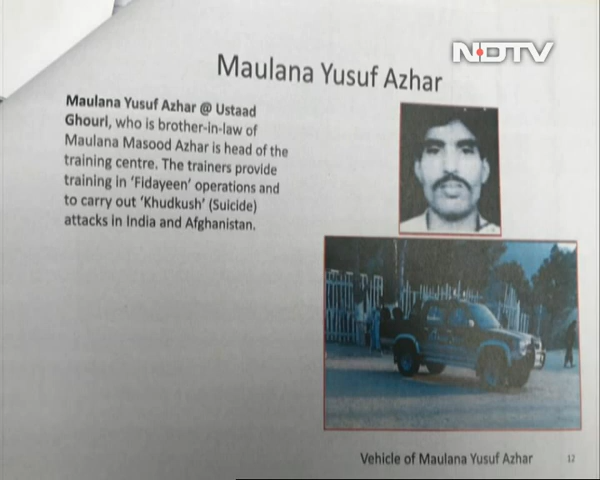 NDTV
Maulana Yusuf Azhar
Maulana Yusuf Azhar @ Ustaad
Ghouri, who is brother-in-law of
Maulana Masood Azhar is head of the
training centre. The trainers provide
training in 'Fidayeen' operations and
to carry out 'Khudkush' (Suicide)
attacks in India and Afghanistan.
Vehicle of Maulana Yusuf Azhar
12